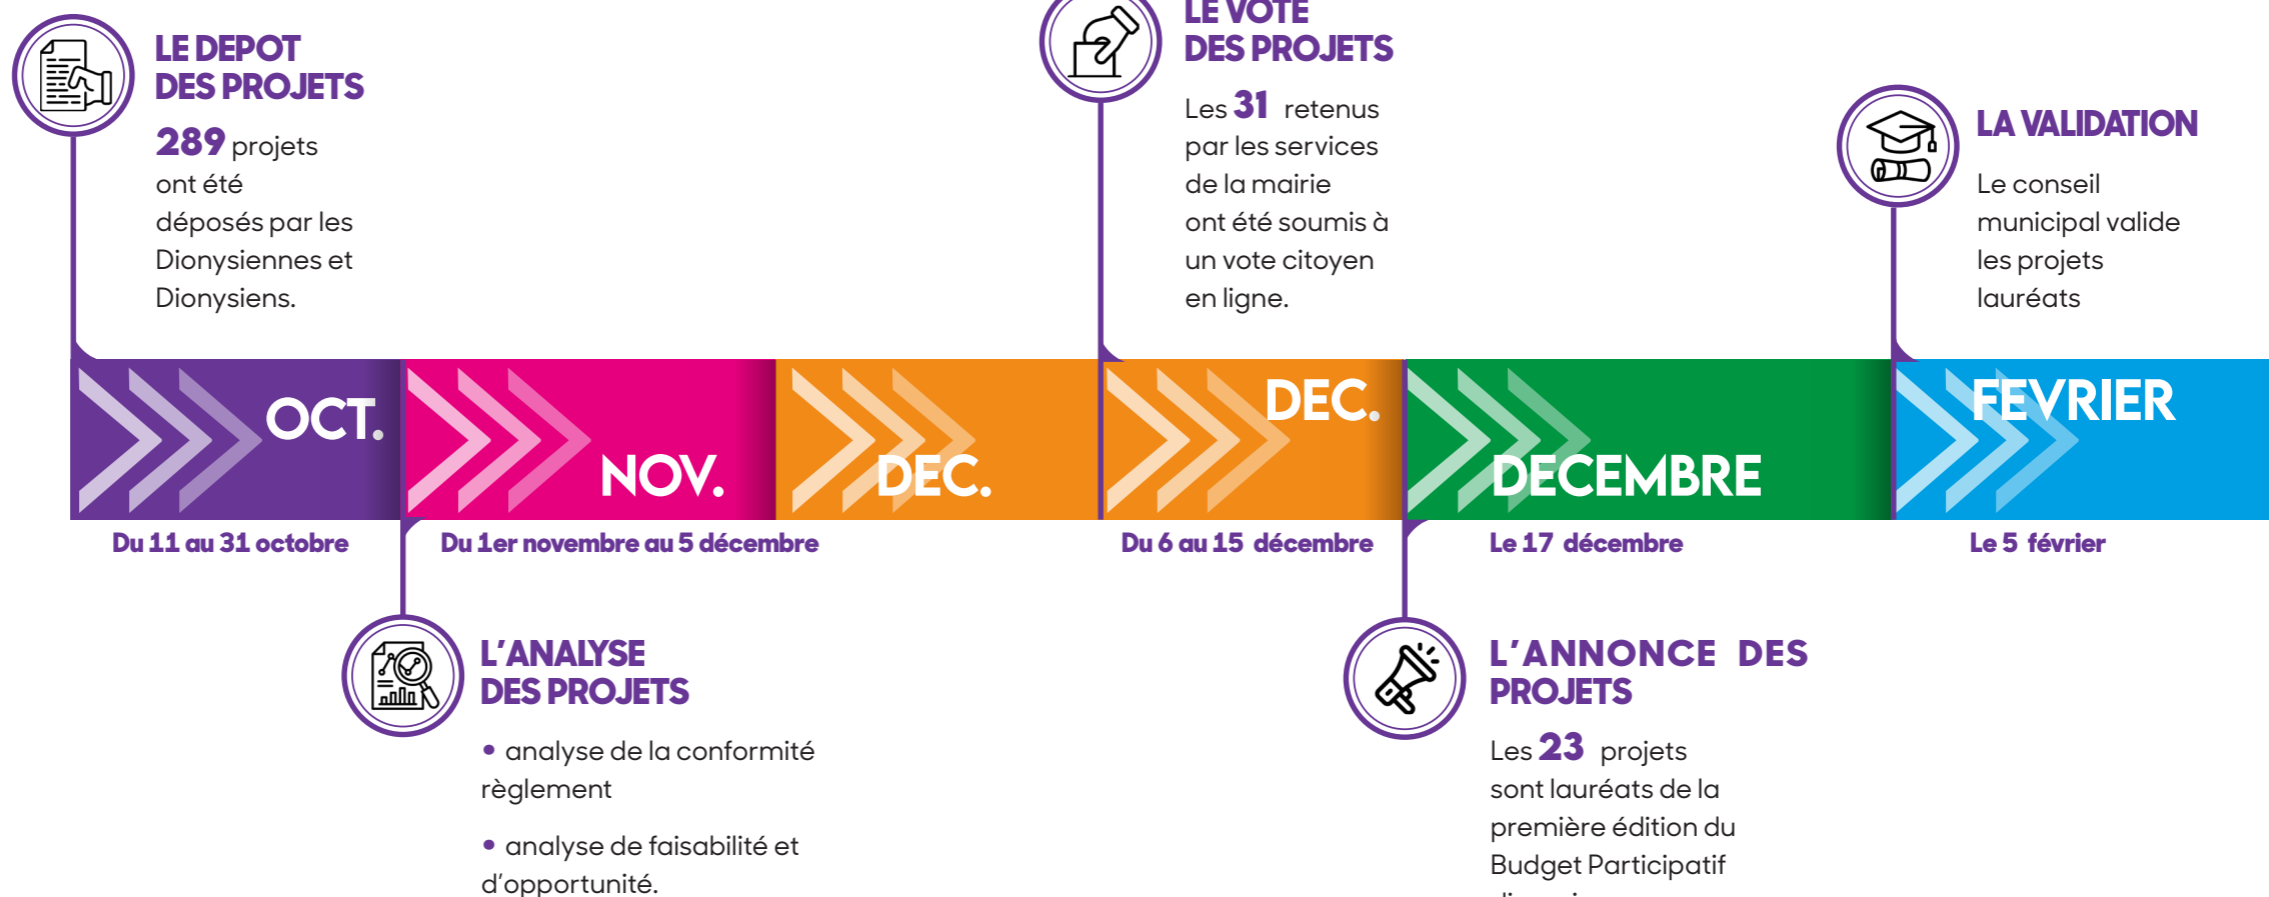 LE DEPOT
DES PROJETS
289 projets
ont été
déposés par les
Dionysiennes et
Dionysiens.
LE VOTE
DES PROJETS
Les 31 retenus
par les services
de la mairie
ont été soumis à
un vote citoyen
en ligne.
LA VALIDATION
Le conseil
municipal valide
les projets
lauréats
OCT.
NOV.
DEC.
DEC.
DECEMBRE
FEVRIER
Du 11 au 31 octobre
Du 1er novembre au 5 décembre
Du 6 au 15 décembre
Le 17 décembre
Le 5 février
L'ANALYSE
DES PROJETS
• analyse de la conformité
règlement
• analyse de faisabilité et
d'opportunité.
L'ANNONCE DES
PROJETS
Les 23 projets
sont lauréats de la
première édition du
Budget Participatif